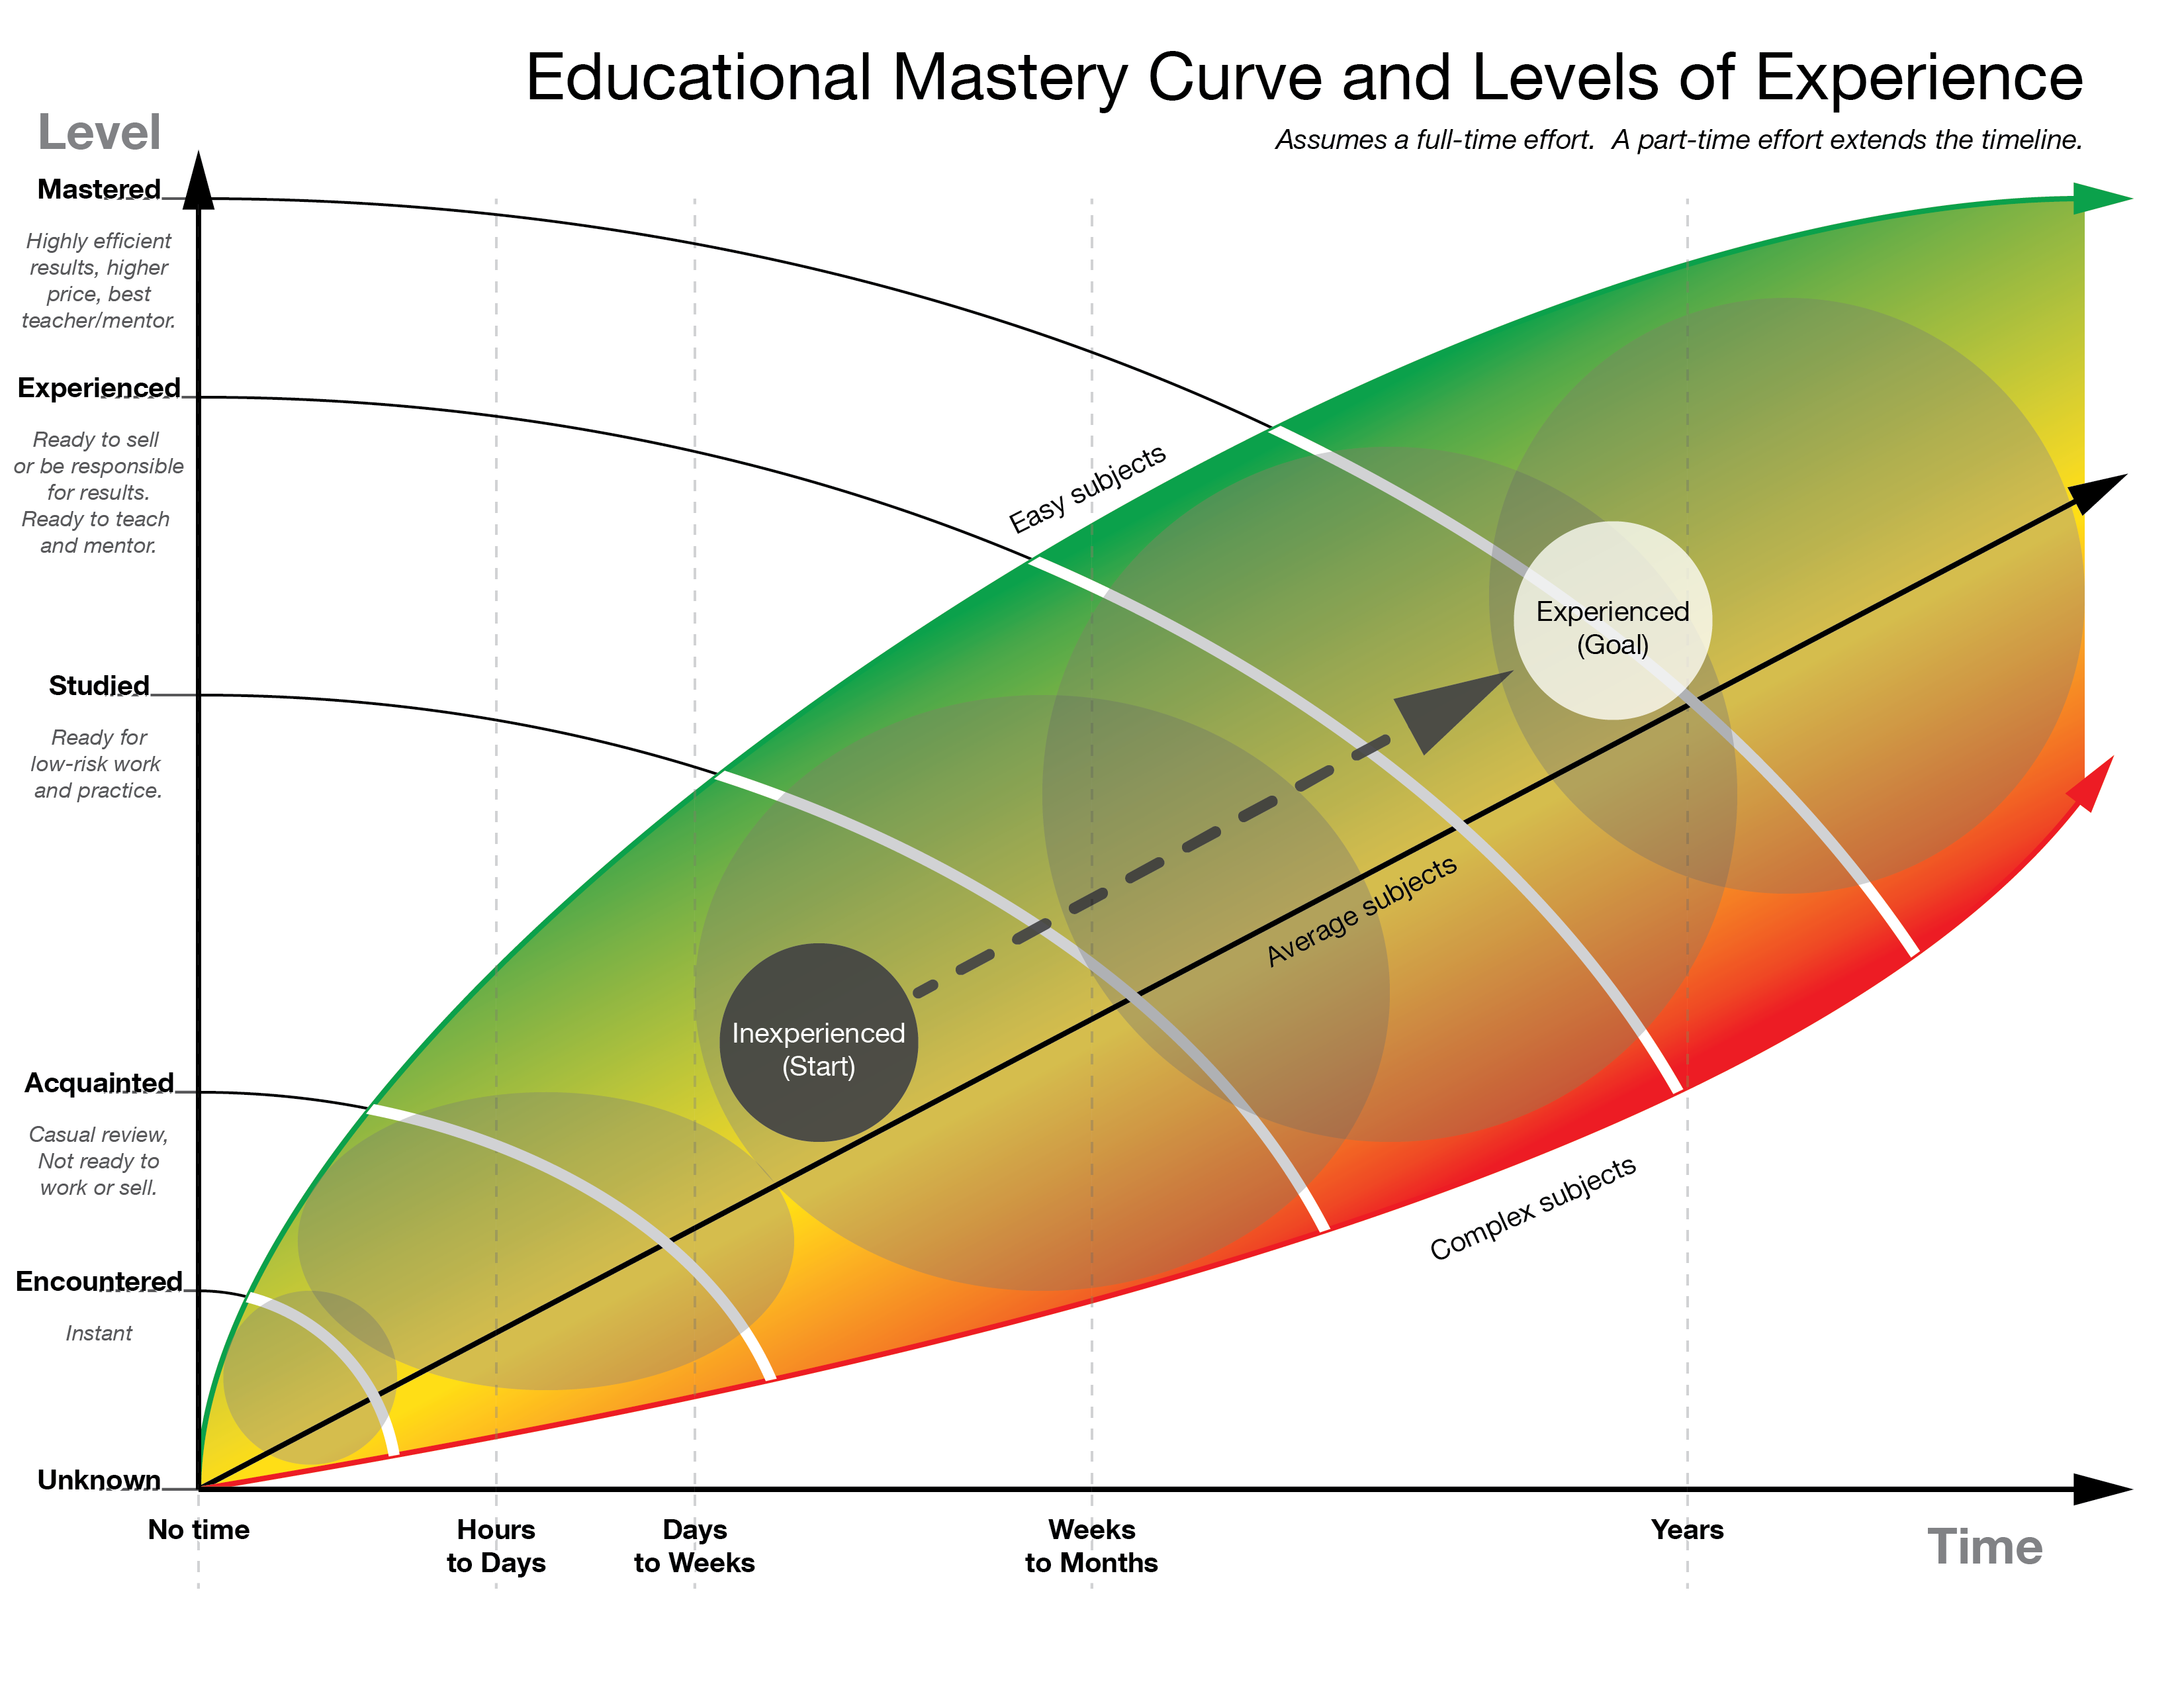 Educational Mastery Curve and Levels of Experience
Assumes a full-time effort.  A part-time effort extends the timeline.
Level
Mastered
Highly efficient
results, higher
price, best
teacher/mentor.
Experienced
Ready to sell
or be responsible
for results.
Ready to teach
and mentor.
Studied
Ready for
low-risk work
and practice.
Acquainted
Casual review,
Not ready to
work or sell.
Encountered
Instant
Unknown
Easy subjects
Average subjects
Complex subjects
Experienced
(Goal)
Inexperienced
(Start)
No time
Hours
to Days
Days
to Weeks
Weeks
to Months
Years
Time